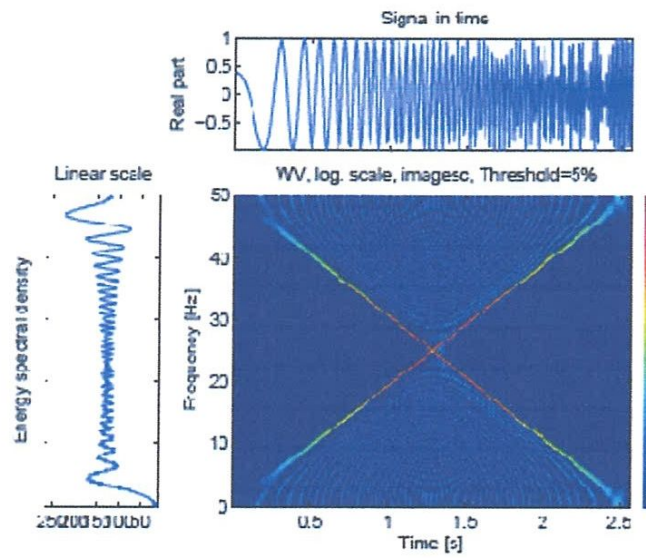 Signal in time
Real part
1
0.5
0
-0.5
Linear scale
WV, log. scale, imagesc, Threshold=5%
Energy spectral density
Frequency [Hz]
50
40
30
20
10
0
0.5
1
1.5
2
2.5
Time [s]